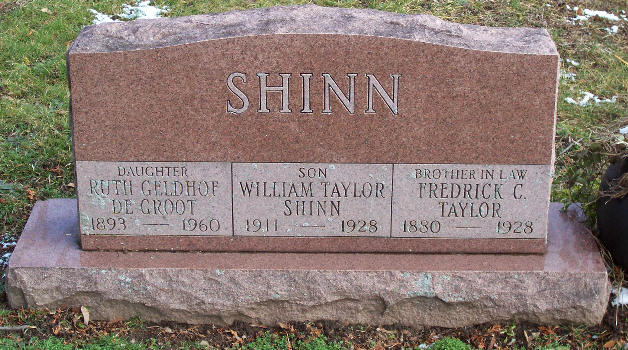 SHINN
DAUGHTER
RUTH GELDHOF
DE GROOT
1893 — 1960
SON
WILLIAM TAYLOR
SHINN
1911 — 1928
BROTHER IN LAW
FREDRICK C.
TAYLOR
1880 — 1928